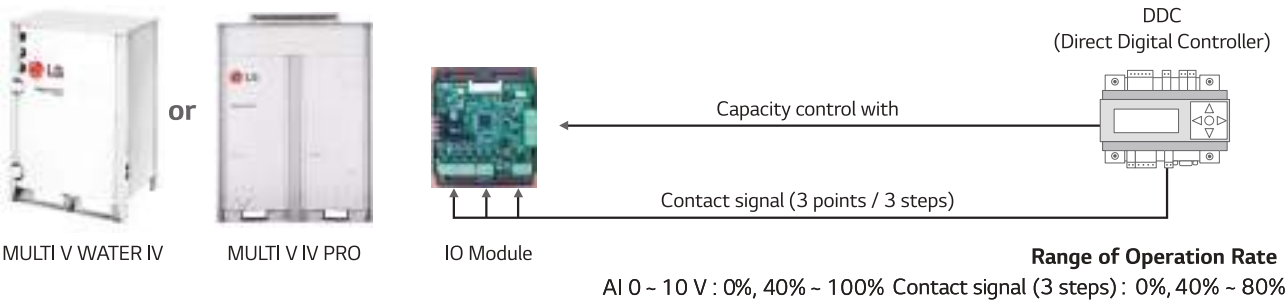 DDC
(Direct Digital Controller)
LG
LG
or
Capacity control with
Contact signal (3 points / 3 steps)
MULTI V WATER IV
MULTI V IV PRO
IO Module
Range of Operation Rate
AI 0 ~ 10 V : 0%, 40% ~ 100% Contact signal (3 steps) : 0%, 40% ~ 80%